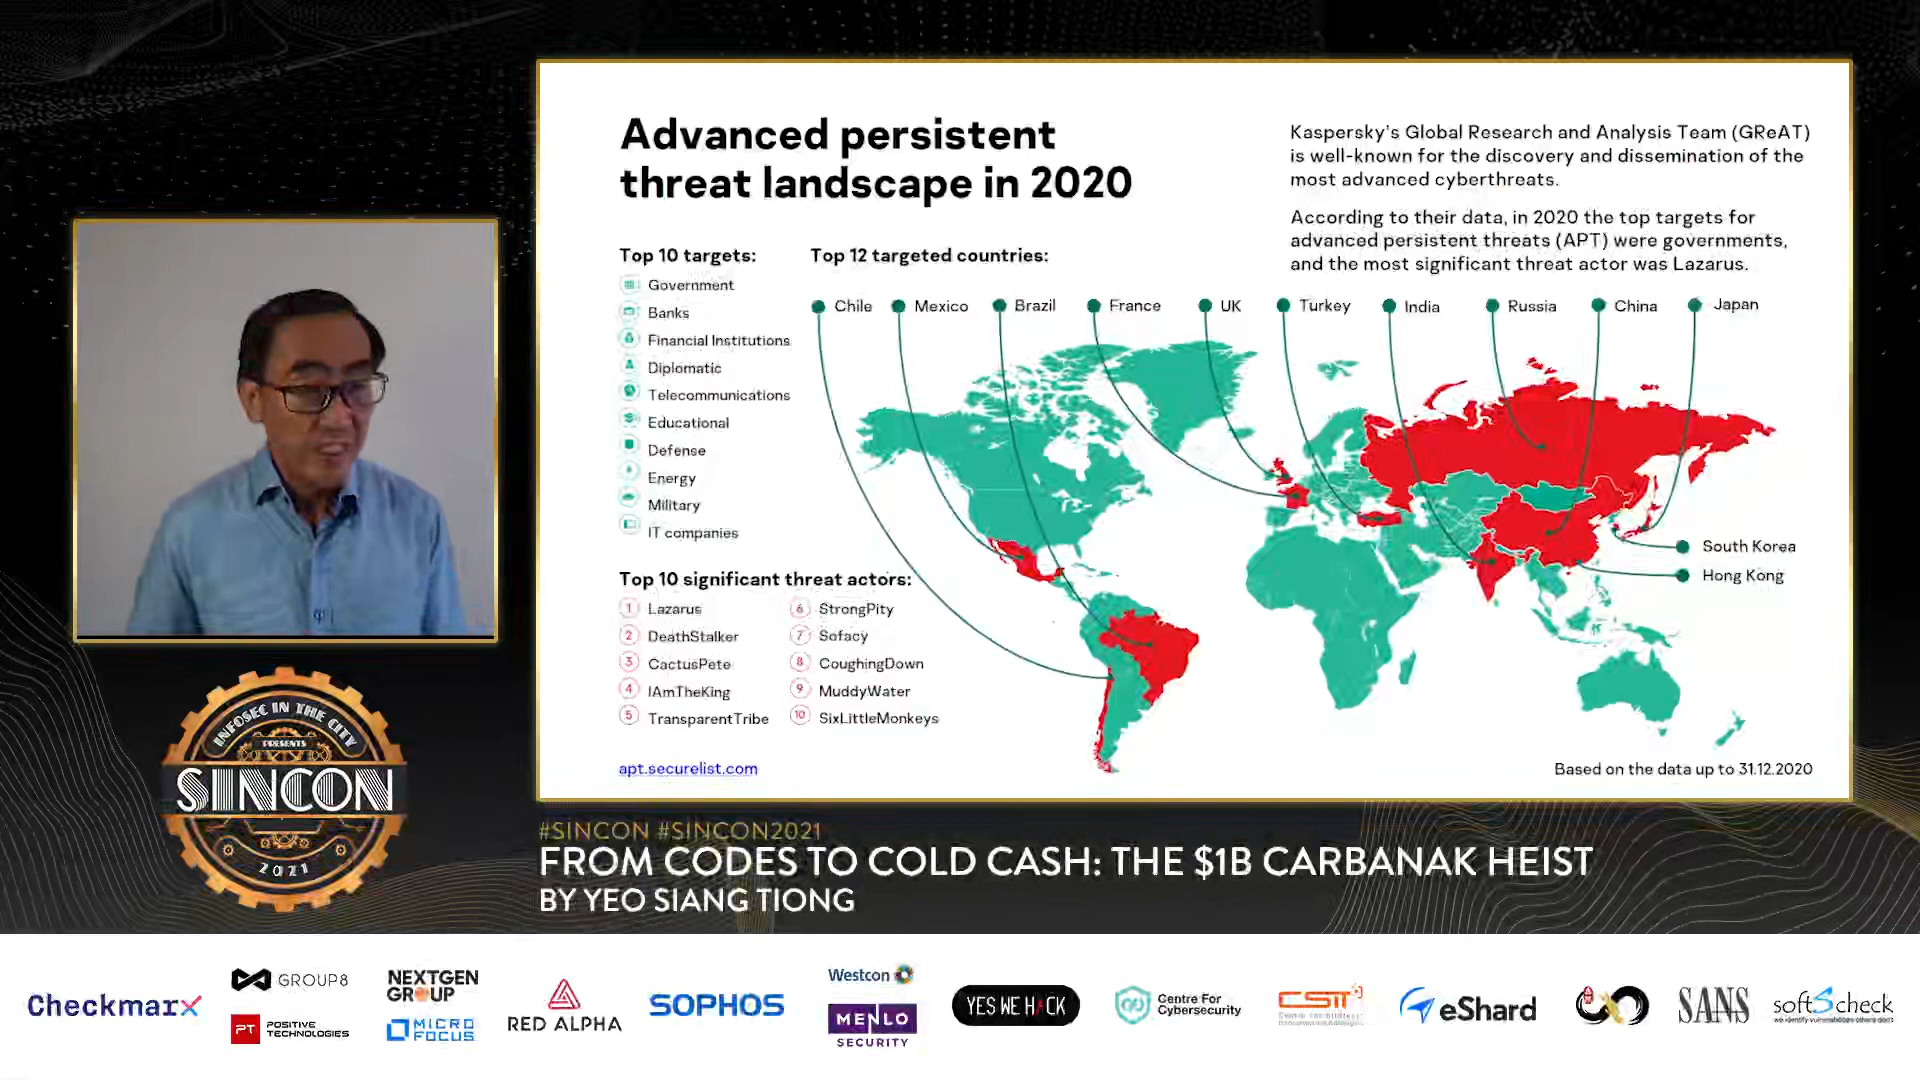 Advanced persistent
threat landscape in 2020
Kaspersky's Global Research and Analysis Team (GReAT)
is well-known for the discovery and dissemination of the
most advanced cyberthreats.
According to their data, in 2020 the top targets for
advanced persistent threats (APT) were governments,
and the most significant threat actor was Lazarus.
Top 10 targets:
Government
Banks
Financial Institutions
Diplomatic
Telecommunications
Educational
Defense
Energy
Military
IT companies
Top 12 targeted countries:
Chile
Mexico
Brazil
France
UK
Turkey
India
Russia
China
Japan
South Korea
Hong Kong
Top 10 significant threat actors:
1 Lazarus
2 DeathStalker
3 CactusPete
4 IAmTheKing
5 TransparentTribe
6 StrongPity
7 Sofacy
8 CoughingDown
9 MuddyWater
10 SixLittleMonkeys
apt.securelist.com
Based on the data up to 31.12.2020
INFOSEC IN THE CITY
PRESENTS
SINCON
2021
#SINCON #SINCON2021
FROM CODES TO COLD CASH: THE $1B CARBANAK HEIST
BY YEO SIANG TIONG
Checkmarx
GROUP8
PT POSITIVE
TECHNOLOGIES
NEXTGEN
GROUP
MICRO
FOCUS
RED ALPHA
SOPHOS
Westcon
MENLO
SECURITY
YES WE H CK
Centre For
Cybersecurity
CSIT
eShard
SANS
softScheck